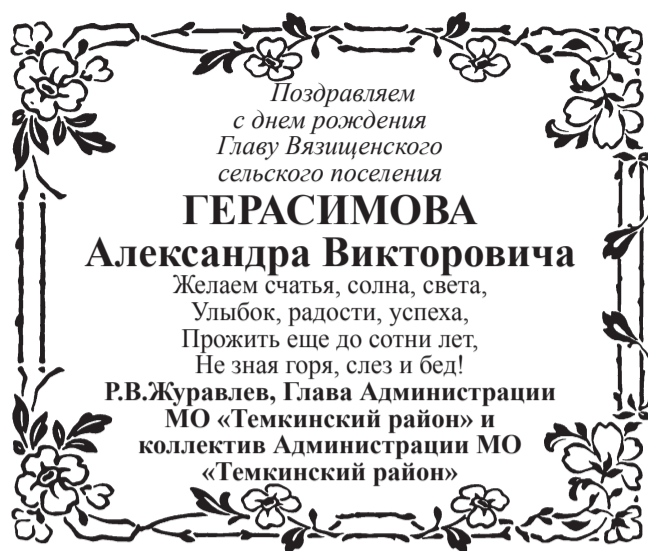 Поздравляем
с днем рождения
Главу Вязищенского
сельского поселения
ГЕРАСИМОВА
Александра Викторовича
Желаем счатья, солна, света,
Улыбок, радости, успеха,
Прожить еще до сотни лет,
Не зная горя, слез и бед!
Р.В.Журавлев, Глава Администрации
МО «Темкинский район» и
коллектив Администрации МО
«Темкинский район»